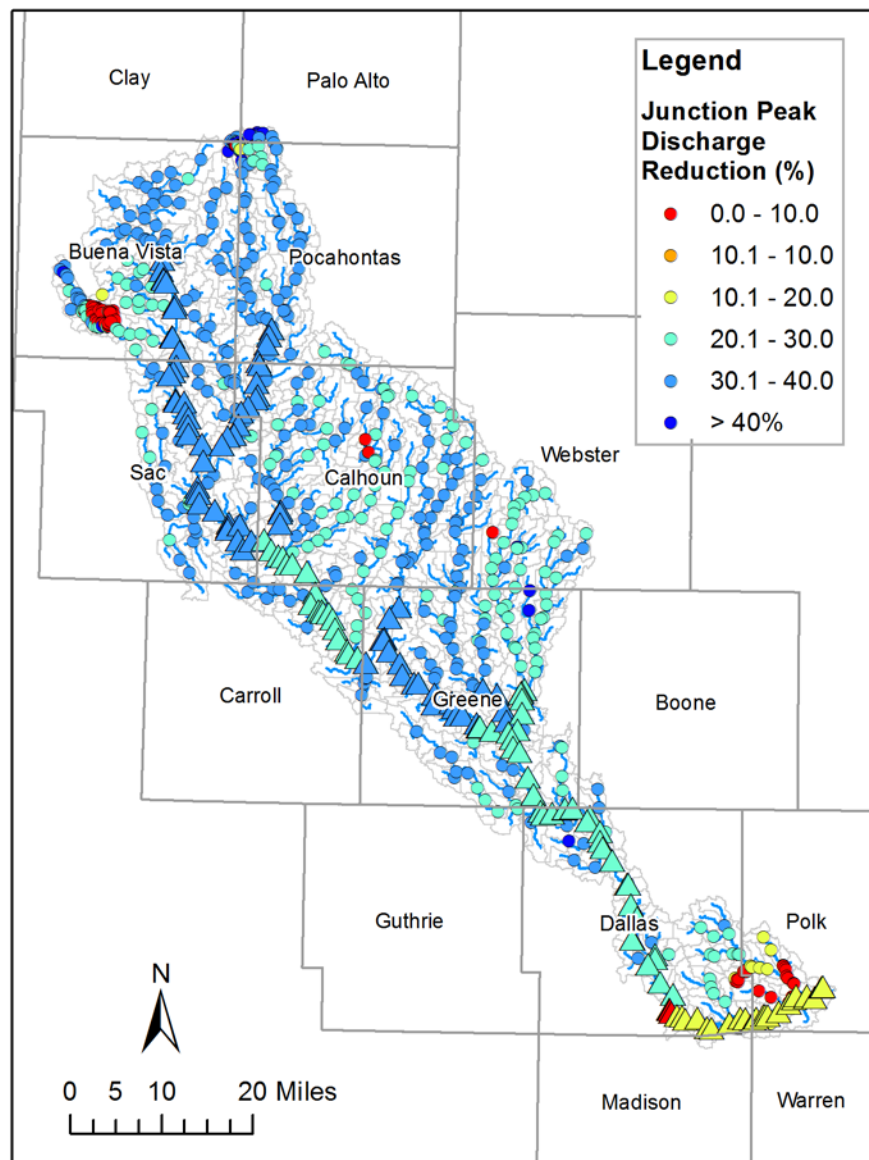 Clay
Palo Alto
Legend
Junction Peak
Discharge
Reduction (%)
0.0 - 10.0
10.1 - 10.0
10.1 - 20.0
20.1 - 30.0
30.1 - 40.0
> 40%
Buena Vista
Pocahontas
Sac
Calhoun
Webster
Carroll
Greene
Boone
Guthrie
Dallas
Polk
N
0 5 10 20 Miles
Madison
Warren